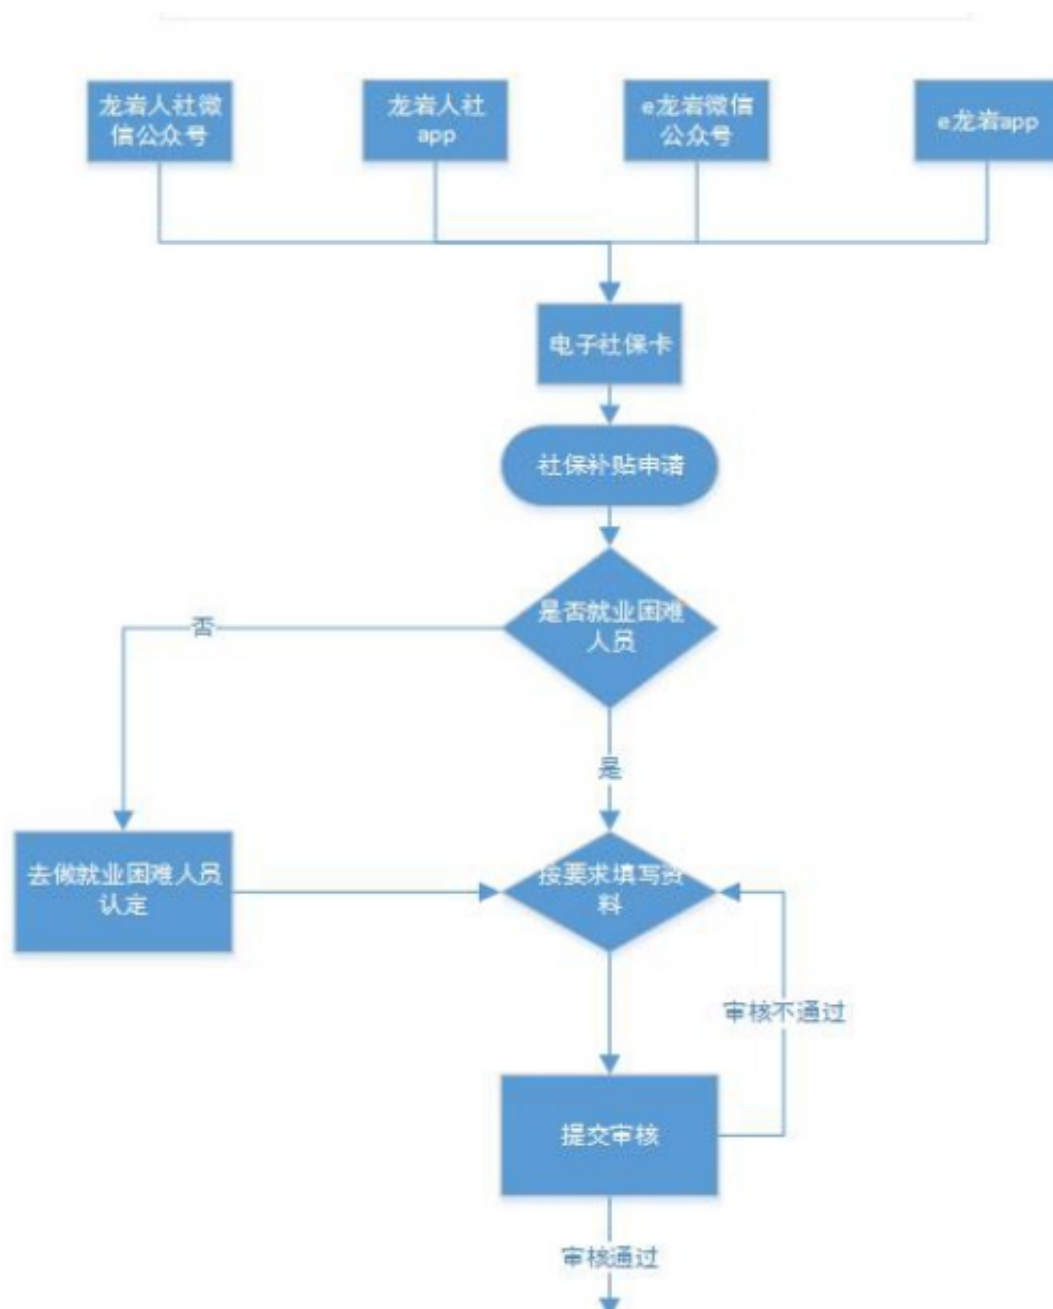 龙岩人社微
信公众号
龙岩人社
app
e龙岩微信
公众号
e龙岩app
电子社保卡
社保补贴申请
是否就业困难
人员
否
是
去做就业困难人员
认定
按要求填写资
料
审核不通过
提交审核
审核通过